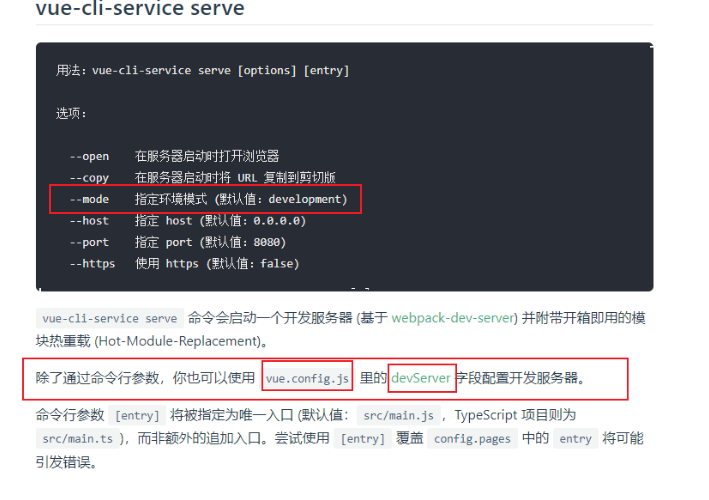 vue-cli-service serve
用法：vue-cli-service serve [options] [entry]
选项：
--open 在服务器启动时打开浏览器
--copy 在服务器启动时将 URL 复制到剪切版
--mode 指定环境模式 (默认值：development)
--host 指定 host (默认值：0.0.0.0)
--port 指定 port (默认值：8080)
--https 使用 https (默认值：false)
vue-cli-service serve 命令会启动一个开发服务器 (基于 webpack-dev-server) 并附带开箱即用的模
块热重载 (Hot-Module-Replacement)。
除了通过命令行参数，你也可以使用 vue.config.js 里的 devServer 字段配置开发服务器。
命令行参数 [entry] 将被指定为唯一入口 (默认值： src/main.js ，TypeScript 项目则为
src/main.ts )，而非额外的追加入口。尝试使用 [entry] 覆盖 config.pages 中的 entry 将可能
引发错误。